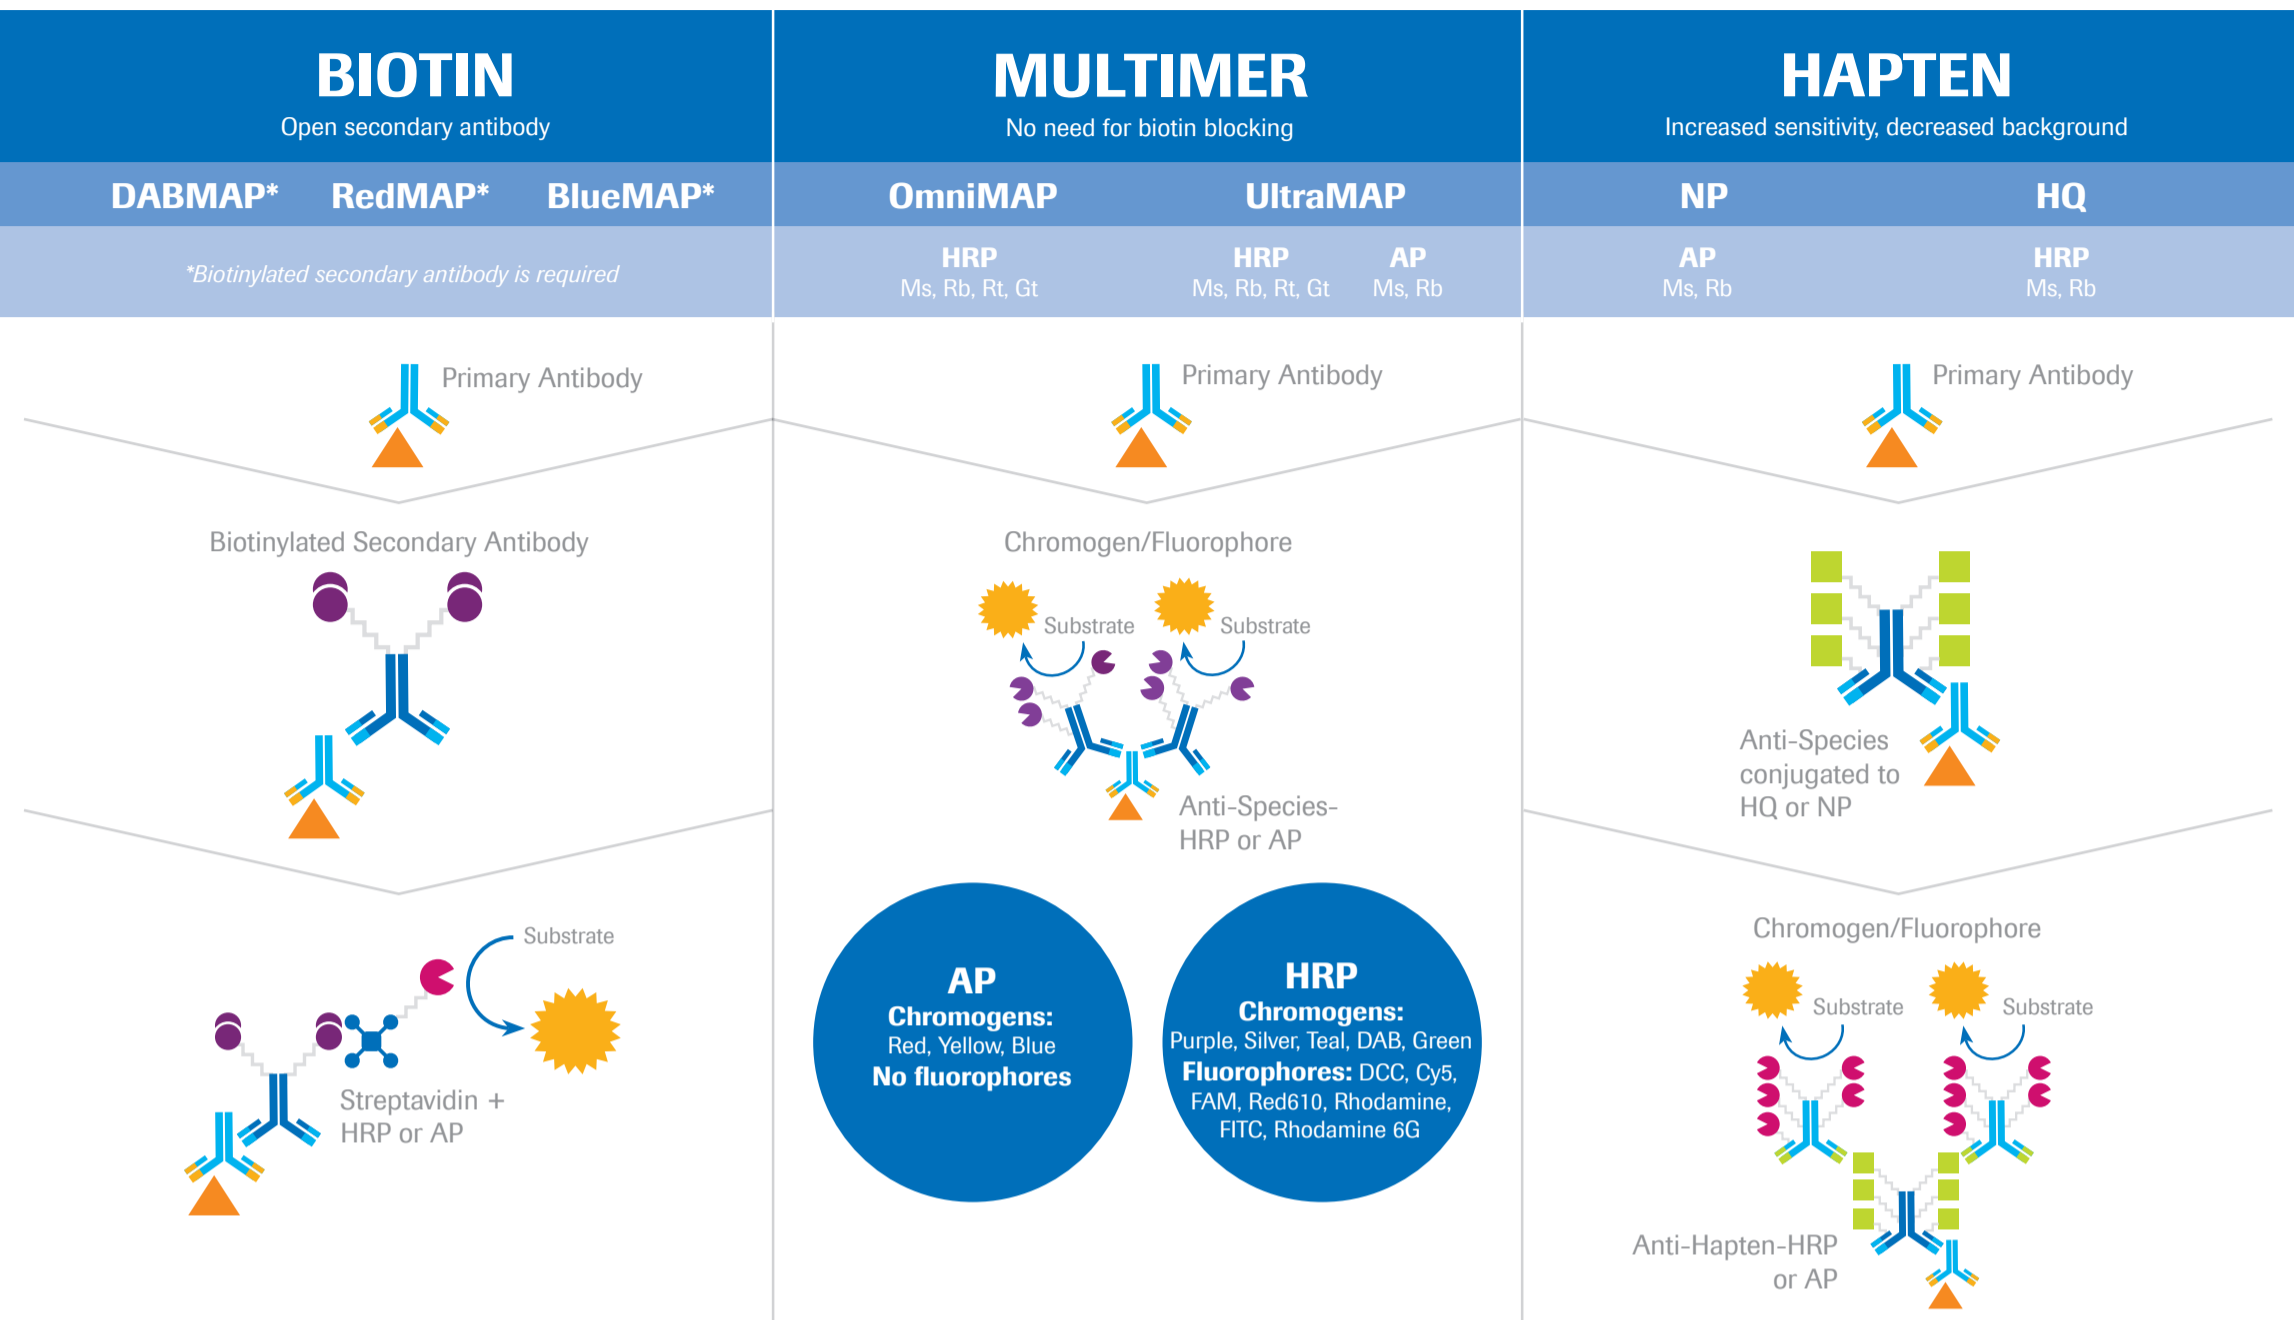 BIOTIN
Open secondary antibody
DABMAP* RedMAP* BlueMAP*
*Biotinylated secondary antibody is required
Primary Antibody
Biotinylated Secondary Antibody
Substrate
Streptavidin +
HRP or AP
MULTIMER
No need for biotin blocking
OmniMAP UltraMAP
HRP HRP AP
Ms, Rb, Rt, Gt Ms, Rb, Rt, Gt Ms, Rb
Primary Antibody
Chromogen/Fluorophore
Substrate Substrate
Anti-Species-
HRP or AP
AP
Chromogens:
Red, Yellow, Blue
No fluorophores
HRP
Chromogens:
Purple, Silver, Teal, DAB, Green
Fluorophores: DCC, Cy5,
FAM, Red610, Rhodamine,
FITC, Rhodamine 6G
HAPTEN
Increased sensitivity, decreased background
NP HQ
AP HRP
Ms, Rb Ms, Rb
Primary Antibody
Anti-Species
conjugated to
HQ or NP
Chromogen/Fluorophore
Substrate Substrate
Anti-Hapten-HRP
or AP